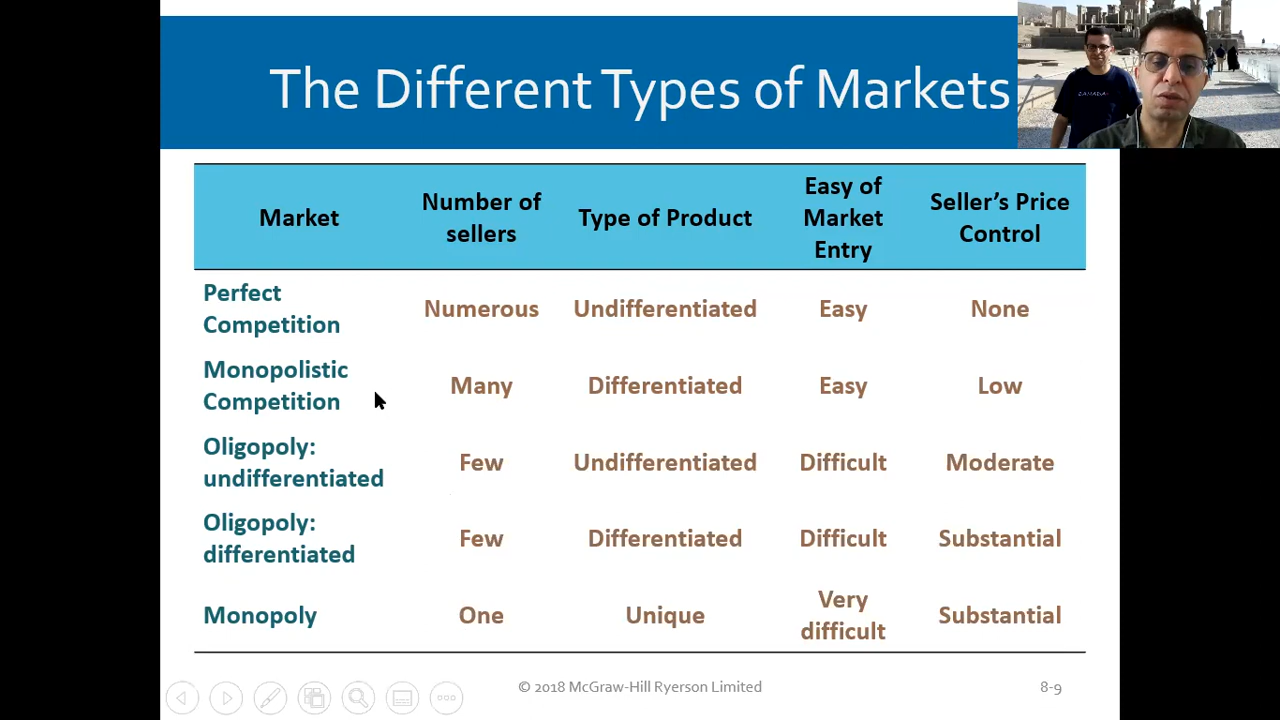 The Different Types of Markets
CANADA
Market
Number of
sellers
Type of Product
Easy of
Market
Entry
Seller's Price
Control
Perfect
Competition
Numerous
Undifferentiated
Easy
None
Monopolistic
Competition
Many
Differentiated
Easy
Low
Oligopoly:
undifferentiated
Few
Undifferentiated
Difficult
Moderate
Oligopoly:
differentiated
Few
Differentiated
Difficult
Substantial
Monopoly
One
Unique
Very
difficult
Substantial
© 2018 McGraw-Hill Ryerson Limited
8-9